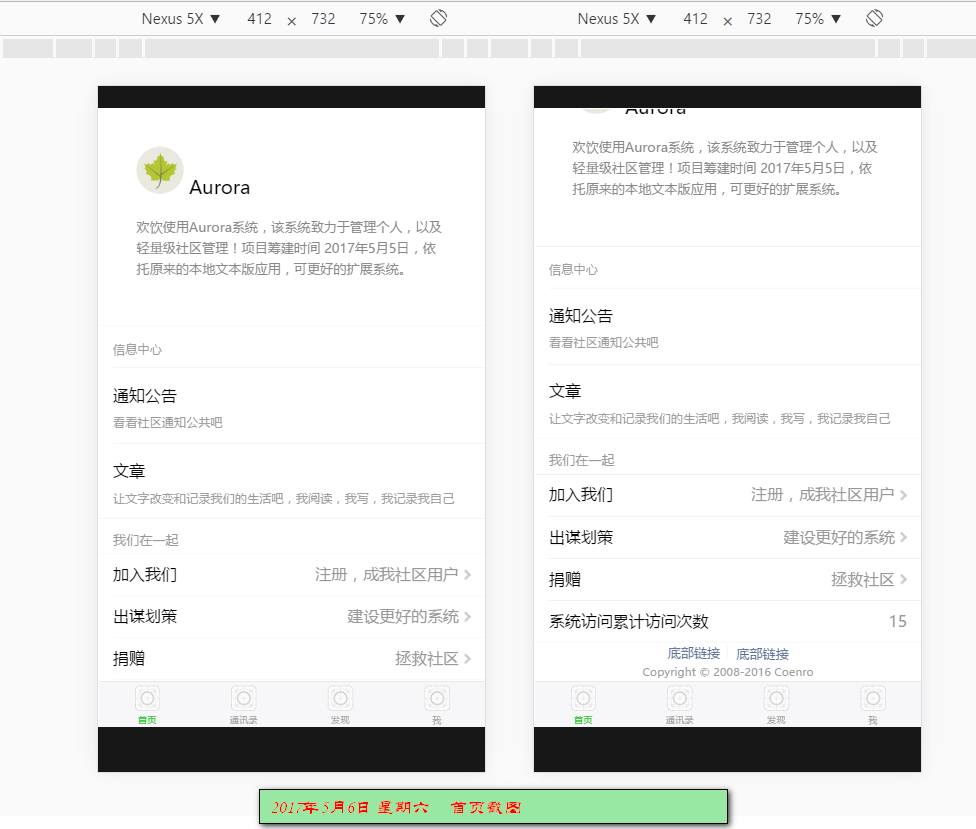 Nexus 5X ▼ 412 × 732 75% ▼
Nexus 5X ▼ 412 × 732 75% ▼
Aurora
欢饮使用Aurora系统，该系统致力于管理个人，以及
轻量级社区管理！项目筹建时间 2017年5月5日，依
托原来的本地文本版应用，可更好的扩展系统。
信息中心
通知公告
看看社区通知公共吧
文章
让文字改变和记录我们的生活吧，我阅读，我写，我记录我自己
我们在一起
加入我们 注册，成我社区用户
出谋划策 建设更好的系统
捐赠 拯救社区
首页 通讯录 发现 我
Aurora
欢饮使用Aurora系统，该系统致力于管理个人，以及
轻量级社区管理！项目筹建时间 2017年5月5日，依
托原来的本地文本版应用，可更好的扩展系统。
信息中心
通知公告
看看社区通知公共吧
文章
让文字改变和记录我们的生活吧，我阅读，我写，我记录我自己
我们在一起
加入我们 注册，成我社区用户
出谋划策 建设更好的系统
捐赠 拯救社区
系统访问累计访问次数 15
底部链接 底部链接
Copyright © 2008-2016 Coenro
首页 通讯录 发现 我
2017年5月6日 星期六 首页截图